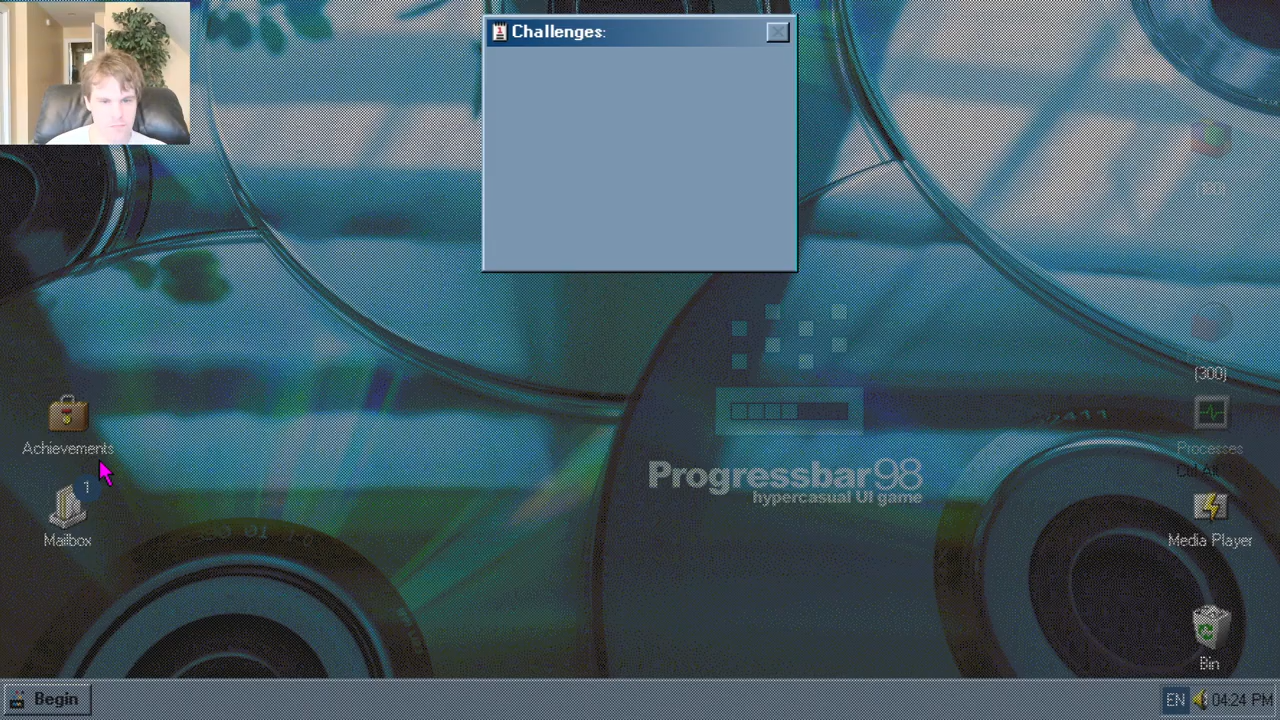 Challenges:
(300)
Achievements
Processes
1
Mailbox
Media Player
Progressbar98
hypercasual UI game
Bin
Begin
EN 04:24 PM